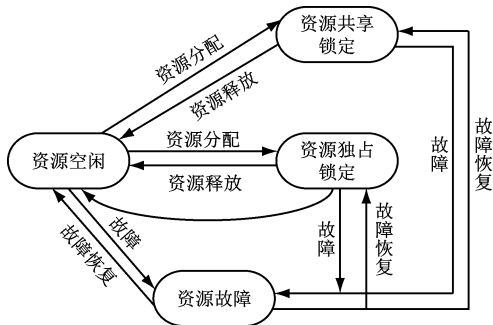 资源共享
锁定
资源分配
资源释放
资源空闲
资源分配
资源释放
资源独占
锁定
故障
故障恢复
故障
故障恢复
故障
故障恢复
资源故障